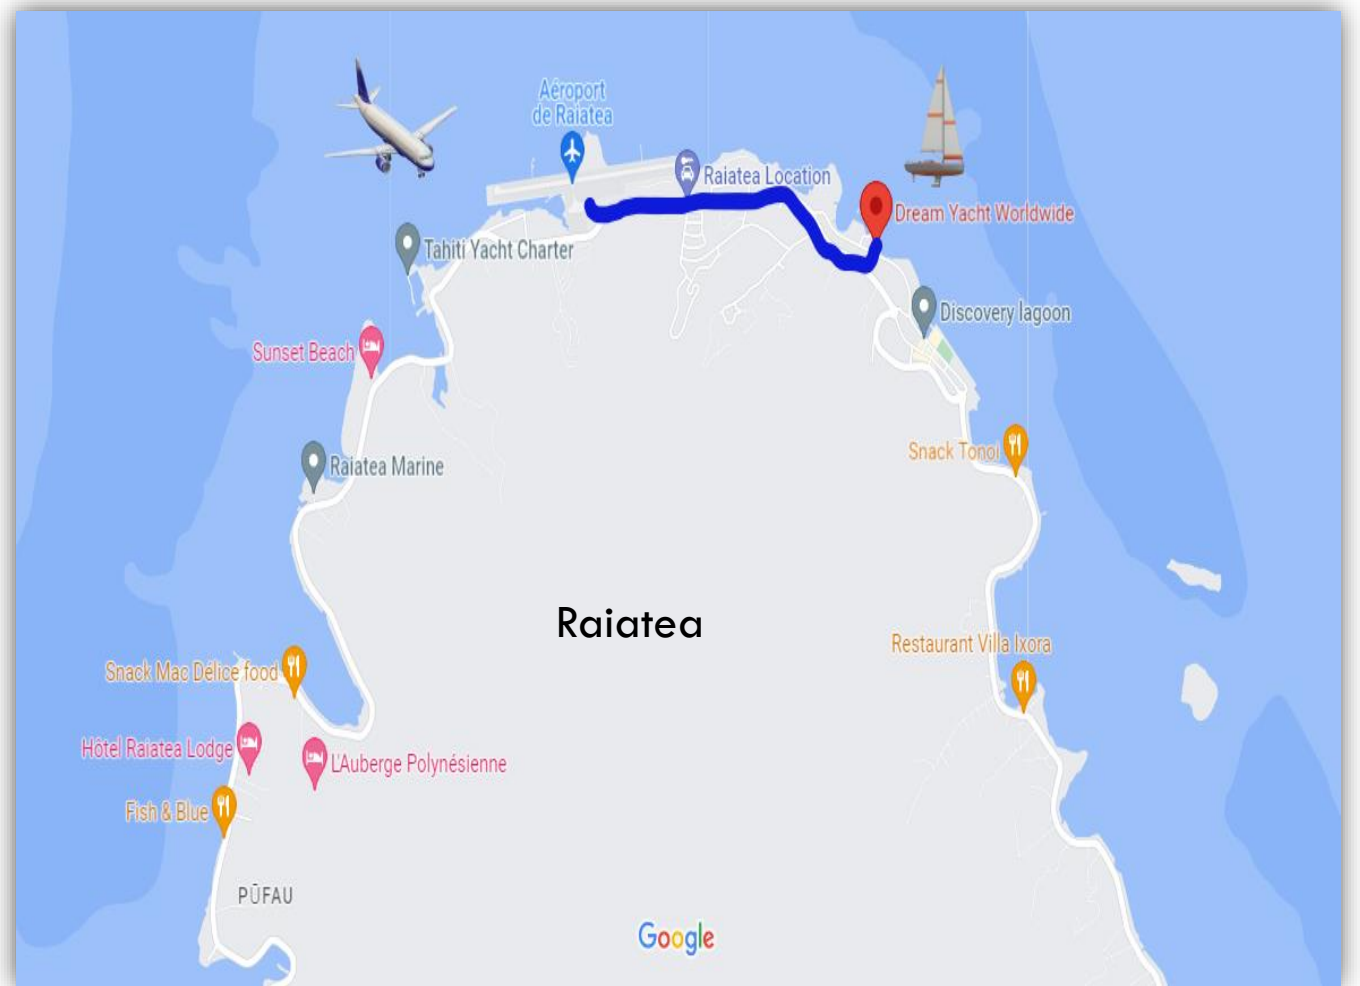 Aéroport
de Raiatea
Raiatea Location
Dream Yacht Worldwide
Tahiti Yacht Charter
Discovery lagoon
Sunset Beach
Snack Tonoi
Raiatea Marine
Raiatea
Restaurant Villa Ixora
Snack Mac Délice food
Hôtel Raiatea Lodge
L'Auberge Polynésienne
Fish & Blue
PŪFAU
Google